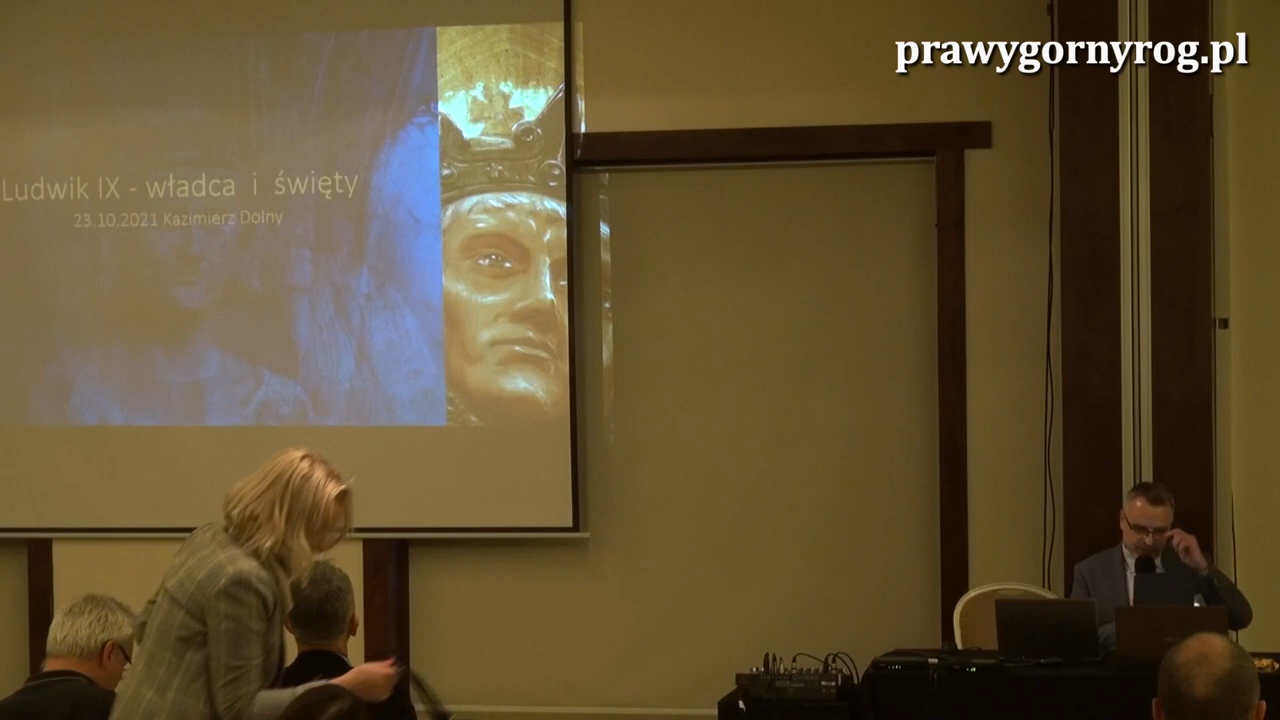 prawygornyrog.pl
Ludwik IX - władca i święty
23.10.2021 Kazimierz Dolny